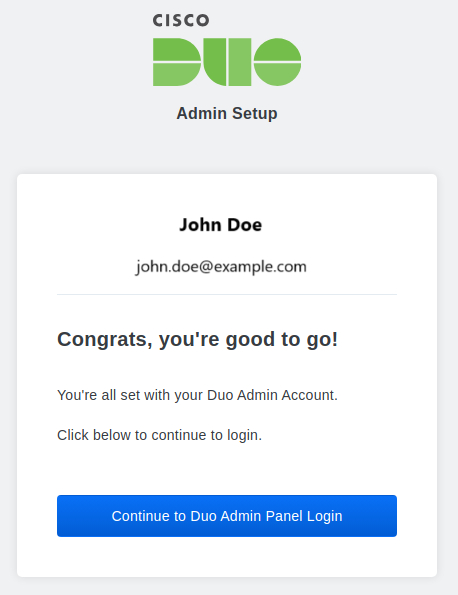 CISCO
DUO
Admin Setup
John Doe
john.doe@example.com
Congrats, you're good to go!
You're all set with your Duo Admin Account.
Click below to continue to login.
Continue to Duo Admin Panel Login